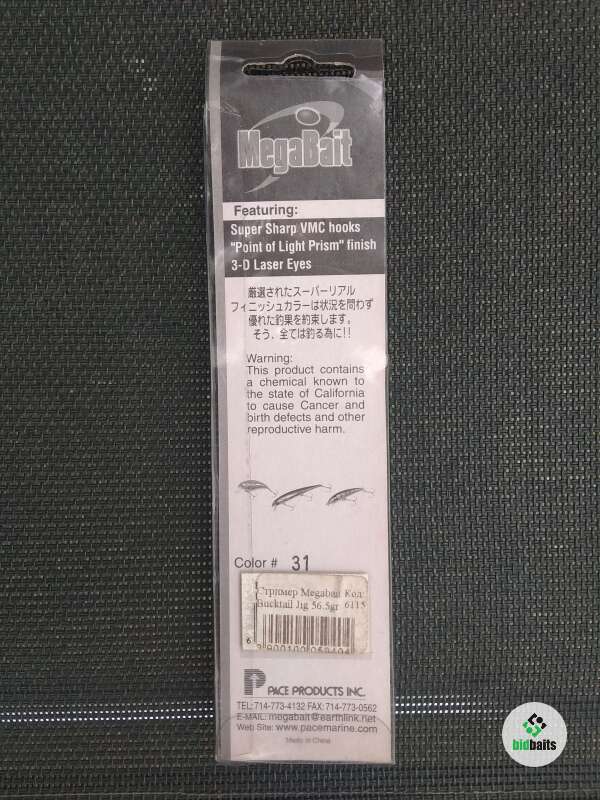 MegaBait
Featuring:
Super Sharp VMC hooks
"Point of Light Prism" finish
3-D Laser Eyes
厳選されたスーパーリアル
フィニッシュカラーは状況を問わず
優れた釣果を約束します。
そう、全ては釣る為に!!
Warning:
This product contains
a chemical known to
the state of California
to cause Cancer and
birth defects and other
reproductive harm.
Color # 31
Стример Megabait Код:
Bucktail Jig 56.5gr 6115
PACE PRODUCTS INC.
TEL:714-773-4132 FAX:714-773-0562
E-MAIL: megabait@earthlink.net
Web Site: www.pacemarine.com
Made in China
bidbaits